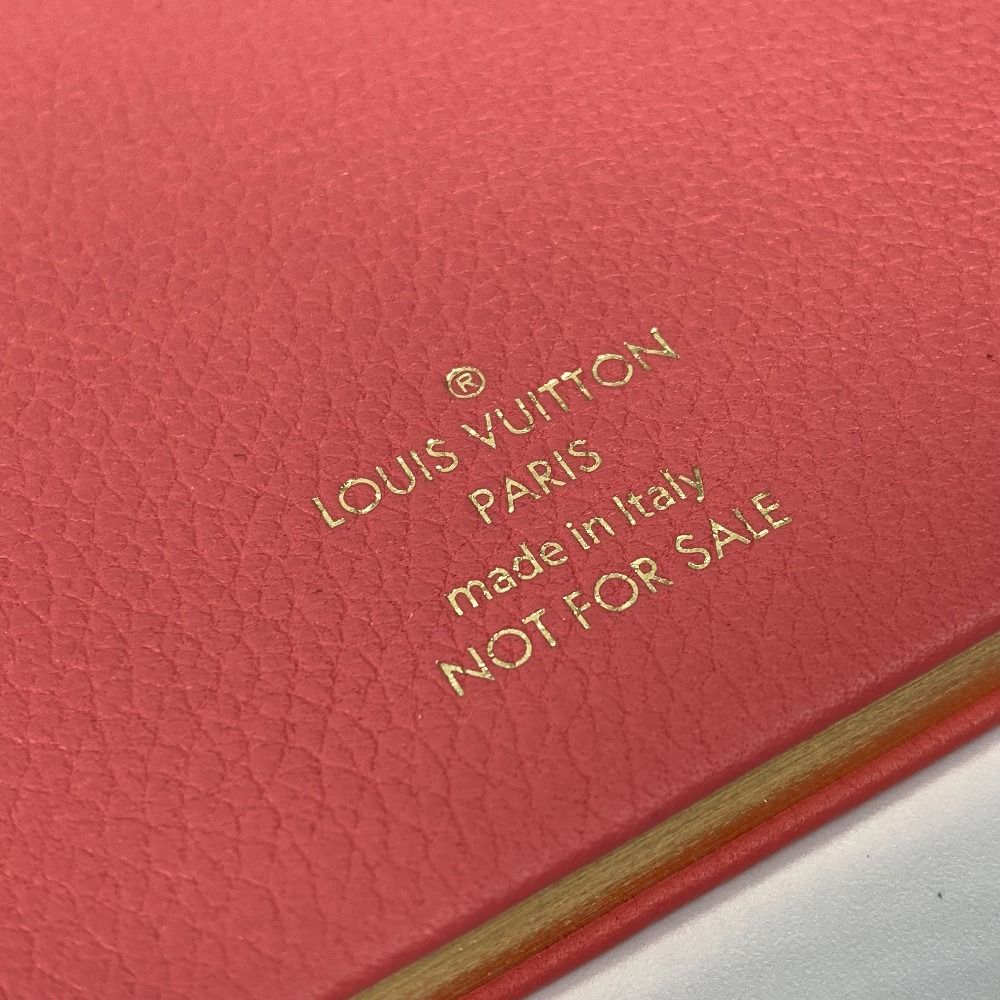 ®
LOUIS VUITTON
PARIS
made in Italy
NOT FOR SALE